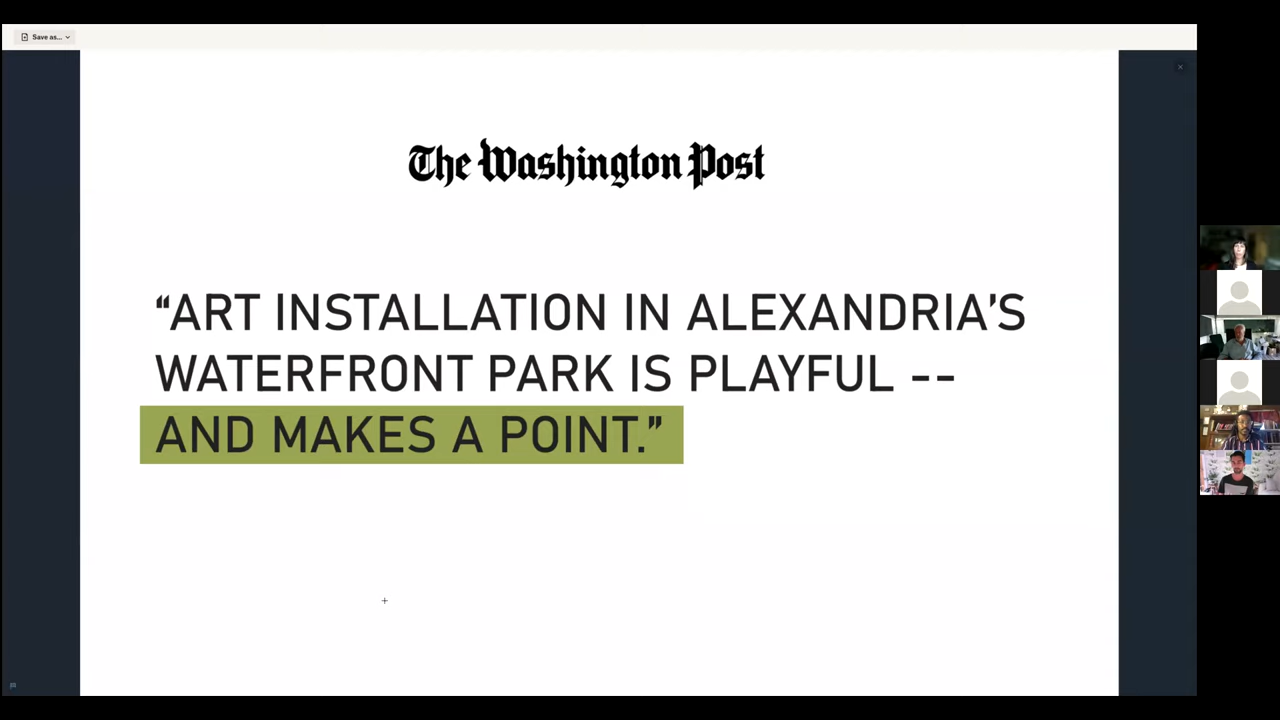 Save as...
The Washington Post
“ART INSTALLATION IN ALEXANDRIA’S
WATERFRONT PARK IS PLAYFUL --
AND MAKES A POINT.”